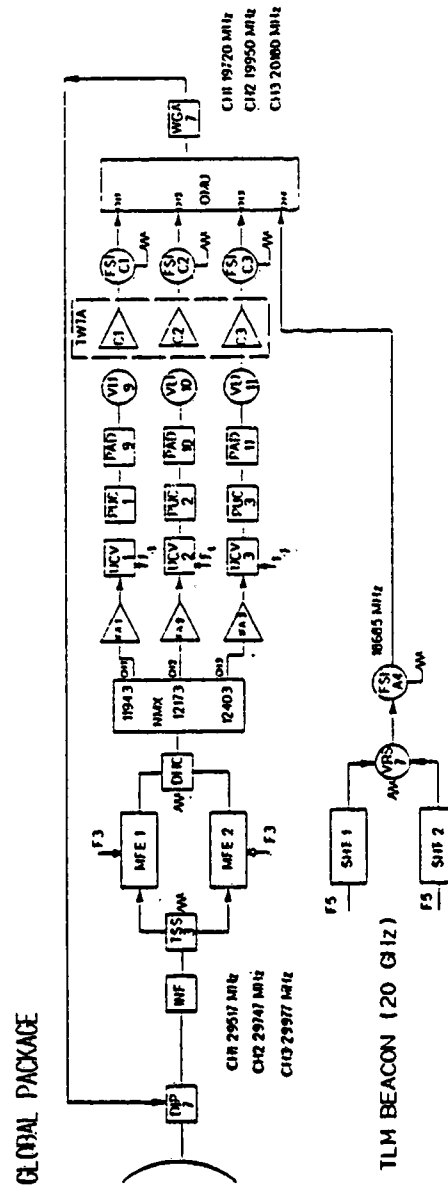 GLOBAL PACKAGE
DIP
7
INF
TSS
3
F3
MFE 1
MFE 2
F3
DHC
11943
NMX
12173
12403
CH1
CH2
CH3
UCV
1
UCV
2
UCV
3
PUC
1
PUC
2
PUC
3
PAD
9
PAD
10
PAD
11
VLI
9
VLI
10
VLI
11
TWTA
C1
C2
C3
FSI
C1
FSI
C2
FSI
C3
OMU
WGA
7
CH1 29517 MHz
CH2 29747 MHz
CH3 29977 MHz
CH1 19720 MHz
CH2 19950 MHz
CH3 20180 MHz
TLM BEACON (20 GHz)
F5
SHF 1
F5
SHF 2
VRS
7
FSI
A4
18685 MHz